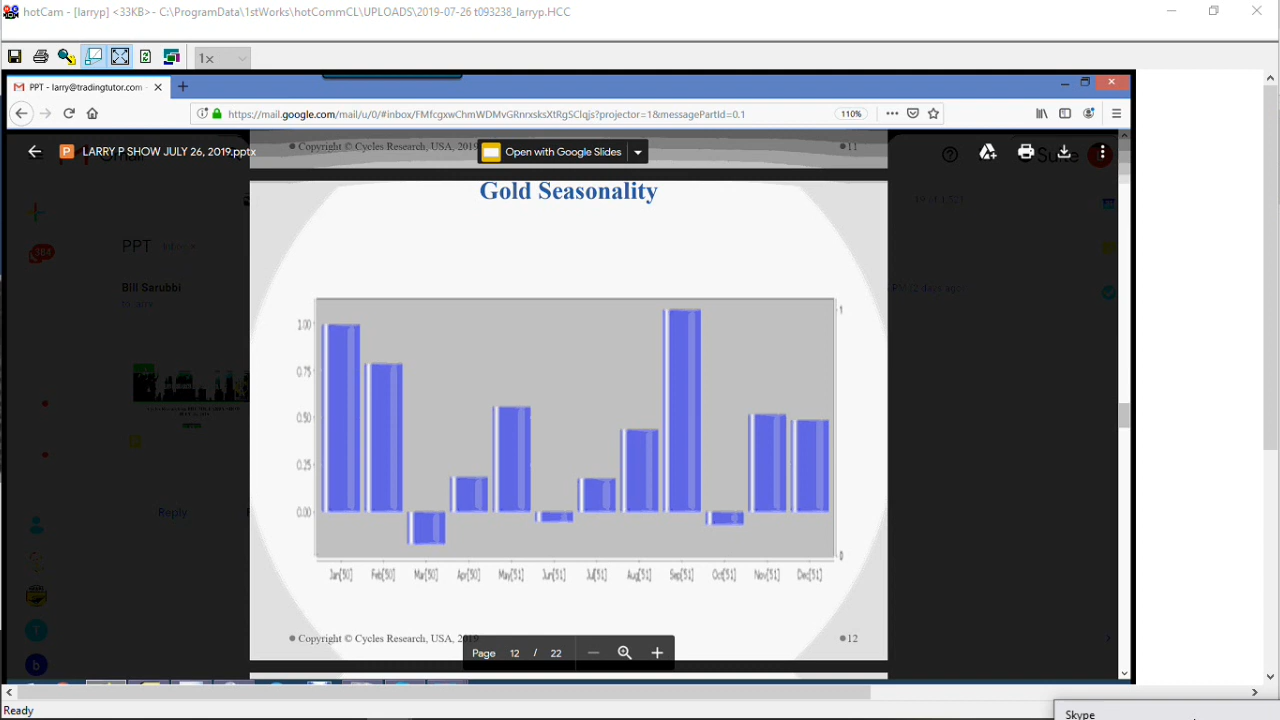 hotCam - [larryp] <33KB>- C:\ProgramData\1stWorks\hotCommCL\UPLOADS\2019-07-26 t093238_larryp.HCC
1x
PPT - larry@tradingtutor.com
https://mail.google.com/mail/u/0/#inbox/FMfcgxwChmWDMvGRnrxsksXtRgSClqjs?projector=1&messagePartId=0.1
110%
LARRY P SHOW JULY 26, 2019.pptx
Open with Google Slides
Copyright © Cycles Research, USA, 2019
11
Gold Seasonality
364
PPT
Inbox
Bill Sarubbi
(2 days ago)
Reply
1.00
0.75
0.50
0.25
0.00
1
0
Jan[50] Feb[50] Mar[50] Apr[50] May[51] Jun[51] Jul[51] Aug[51] Sep[51] Oct[51] Nov[51] Dec[51]
T
b
Copyright © Cycles Research, USA, 2019
12
Page 12 / 22
Ready
Skype